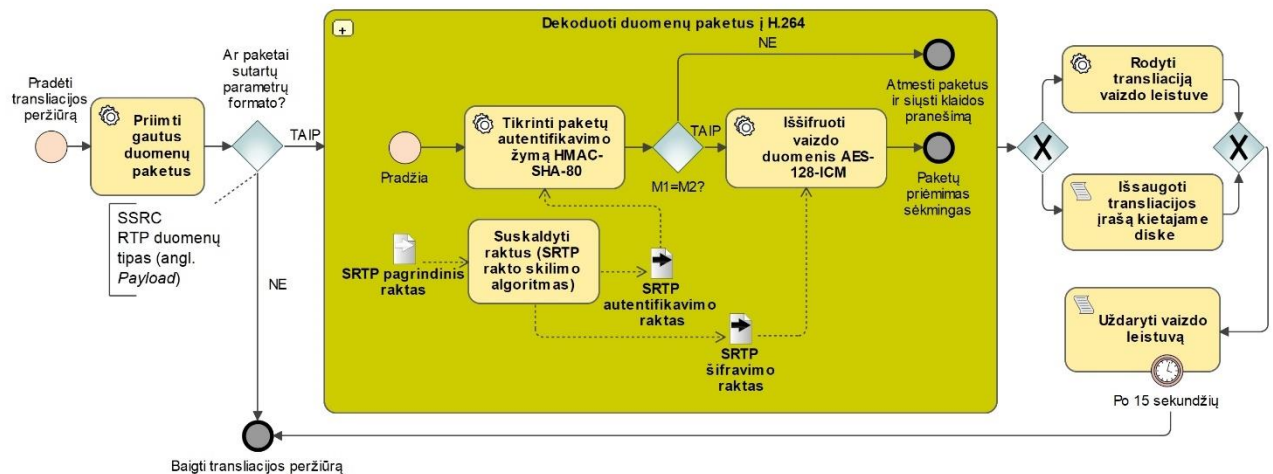 Pradėti
transliacijos
peržiūrą
Priimti
gautus
duomenų
paketus
Ar paketai
sutartų
parametrų
formato?
TAIP
NE
SSRC
RTP duomenų
tipas (angl.
Payload)
Baigti transliacijos peržiūrą
Dekoduoti duomenų paketus į H.264
Pradžia
Tikrinti paketų
autentifikavimo
žymą HMAC-
SHA-80
M1=M2?
NE
TAIP
Atmesti paketus
ir siųsti klaidos
pranešimą
Iššifruoti
vaizdo
duomenis AES-
128-ICM
Paketų
priėmimas
sėkmingas
SRTP pagrindinis
raktas
Suskaldyti
raktus (SRTP
rakto skilimo
algoritmas)
SRTP
autentifikavimo
raktas
SRTP
šifravimo
raktas
Rodyti
transliaciją
vaizdo leistuve
Išsaugoti
transliacijos
įrašą kietajame
diske
Uždaryti vaizdo
leistuvą
Po 15 sekundžių